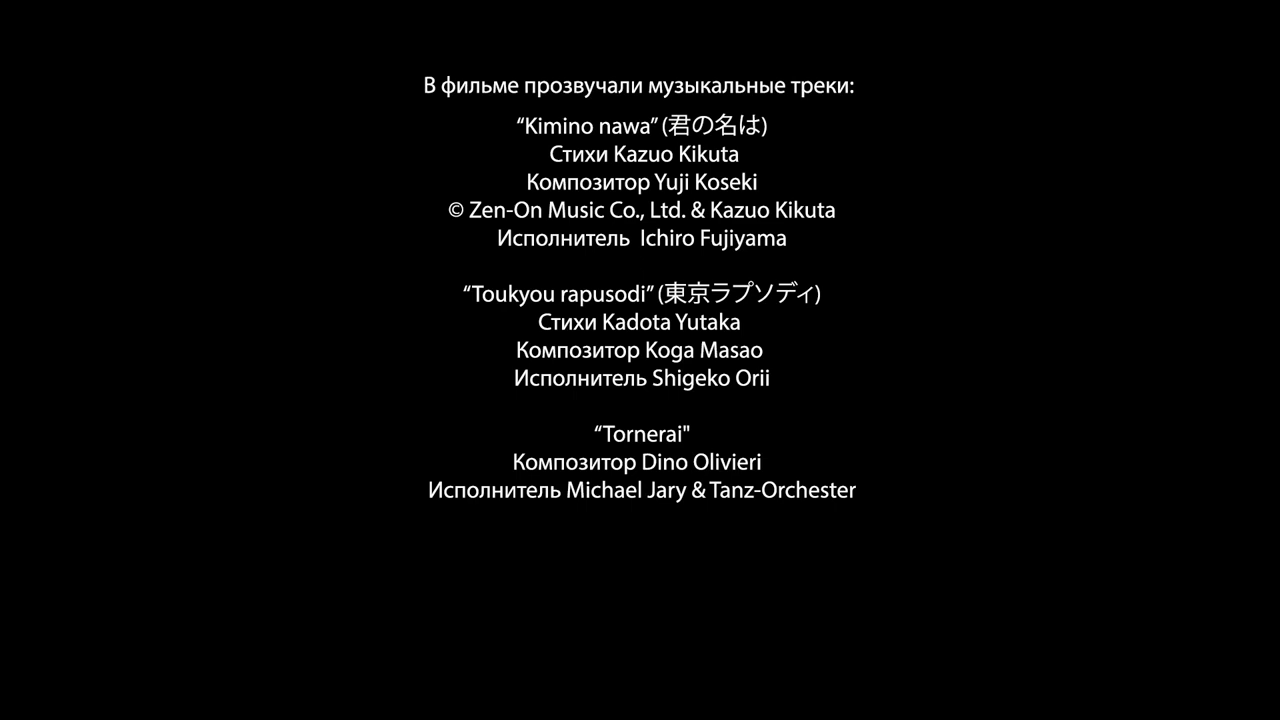 В фильме прозвучали музыкальные треки:
“Kimino nawa” (君の名は)
Стихи Kazuo Kikuta
Композитор Yuji Koseki
© Zen-On Music Co., Ltd. & Kazuo Kikuta
Исполнитель  Ichiro Fujiyama
“Toukyou rapusodi” (東京ラプソディ)
Стихи Kadota Yutaka
Композитор Koga Masao
Исполнитель Shigeko Orii
“Tornerai"
Композитор Dino Olivieri
Исполнитель Michael Jary & Tanz-Orchester